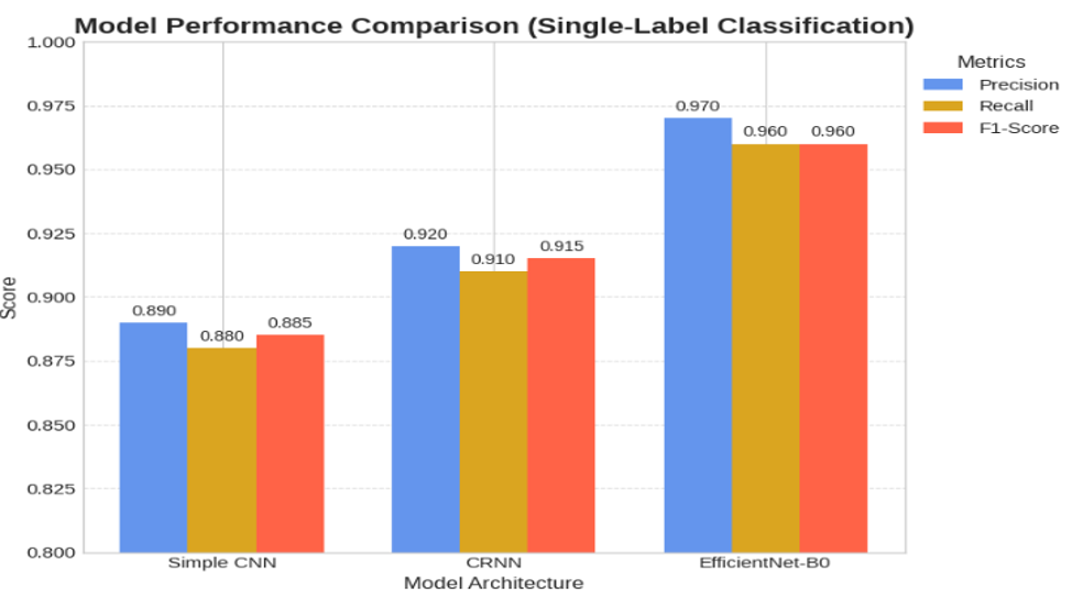 Model Performance Comparison (Single-Label Classification)
Metrics
Precision
Recall
F1-Score
1.000
0.975
0.950
0.925
0.900
0.875
0.850
0.825
0.800
Score
0.890
0.880
0.885
0.920
0.910
0.915
0.970
0.960
0.960
Simple CNN
CRNN
EfficientNet-B0
Model Architecture